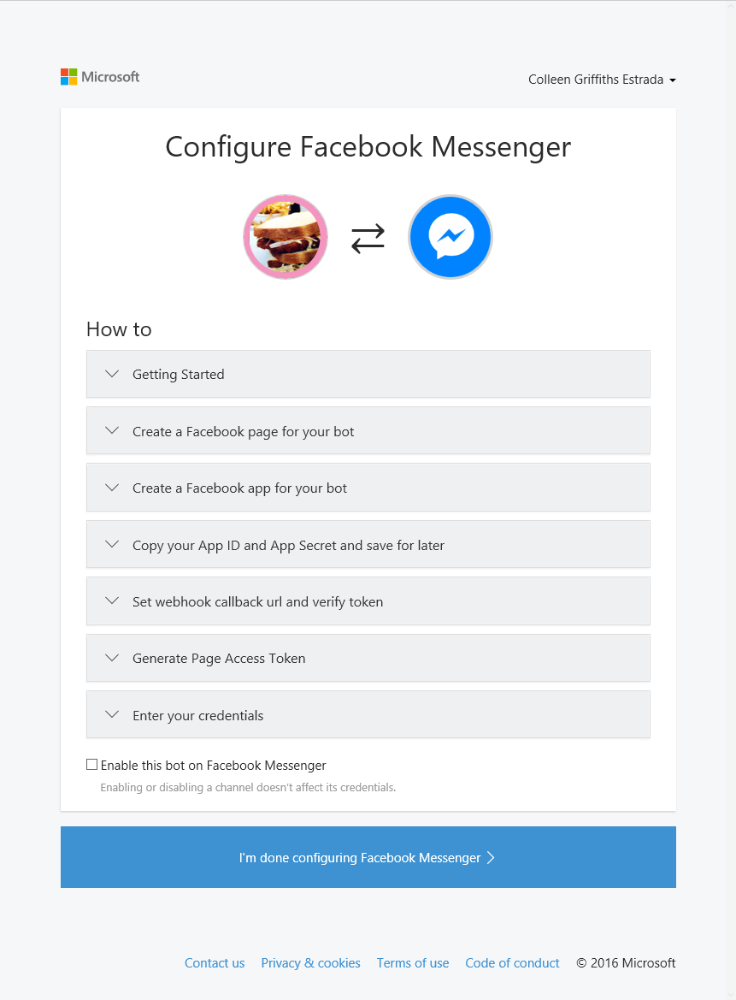 Microsoft
Colleen Griffiths Estrada
Configure Facebook Messenger
How to
Getting Started
Create a Facebook page for your bot
Create a Facebook app for your bot
Copy your App ID and App Secret and save for later
Set webhook callback url and verify token
Generate Page Access Token
Enter your credentials
Enable this bot on Facebook Messenger
Enabling or disabling a channel doesn't affect its credentials.
I'm done configuring Facebook Messenger
Contact us Privacy & cookies Terms of use Code of conduct © 2016 Microsoft